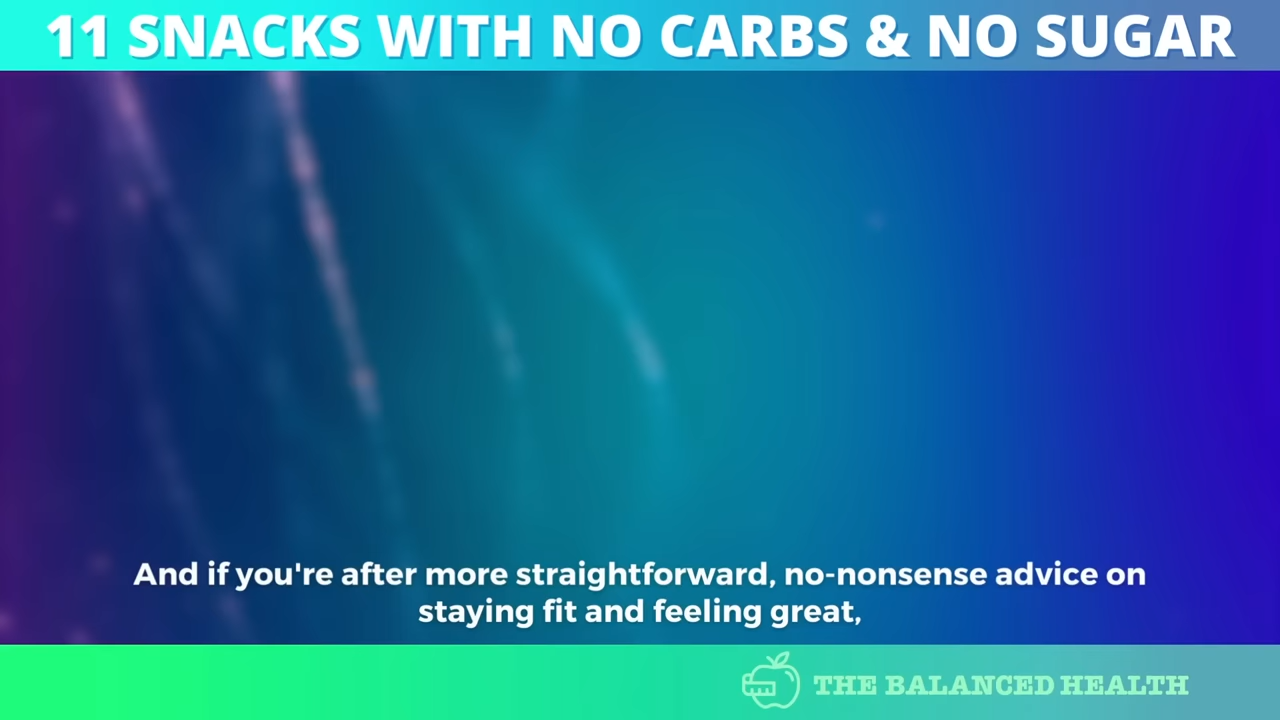 11 SNACKS WITH NO CARBS & NO SUGAR
And if you're after more straightforward, no-nonsense advice on
staying fit and feeling great,
THE BALANCED HEALTH